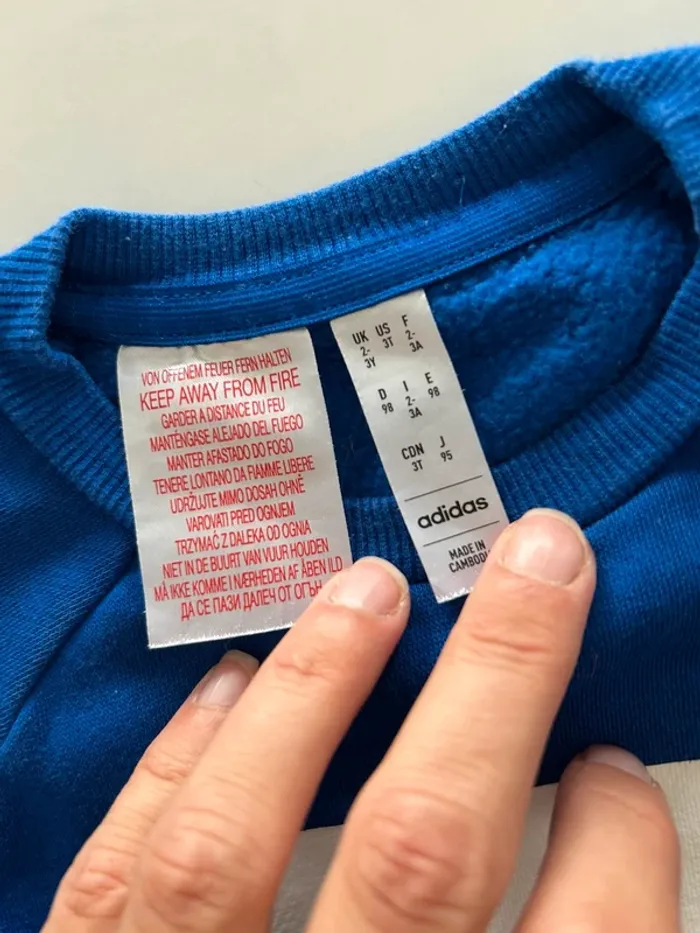 VON OFFENEM FEUER FERN HALTEN
KEEP AWAY FROM FIRE
GARDER A DISTANCE DU FEU
MANTÉNGASE ALEJADO DEL FUEGO
MANTER AFASTADO DO FOGO
TENERE LONTANO DA FIAMME LIBERE
UDRŽUJTE MIMO DOSAH OHNĚ
VAROVATI PRED OGNJEM
TRZYMAĆ Z DALEKA OD OGNIA
NIET IN DE BUURT VAN VUUR HOUDEN
MÅ IKKE KOMME I NÆRHEDEN AF ÅBEN ILD
ДА СЕ ПАЗИ ДАЛЕЧ ОТ ОГЪН
UK US F
2- 3T 2-
3Y 3A
D I E
98 2- 98
3A
CDN J
3T 95
adidas
MADE IN
CAMBODIA